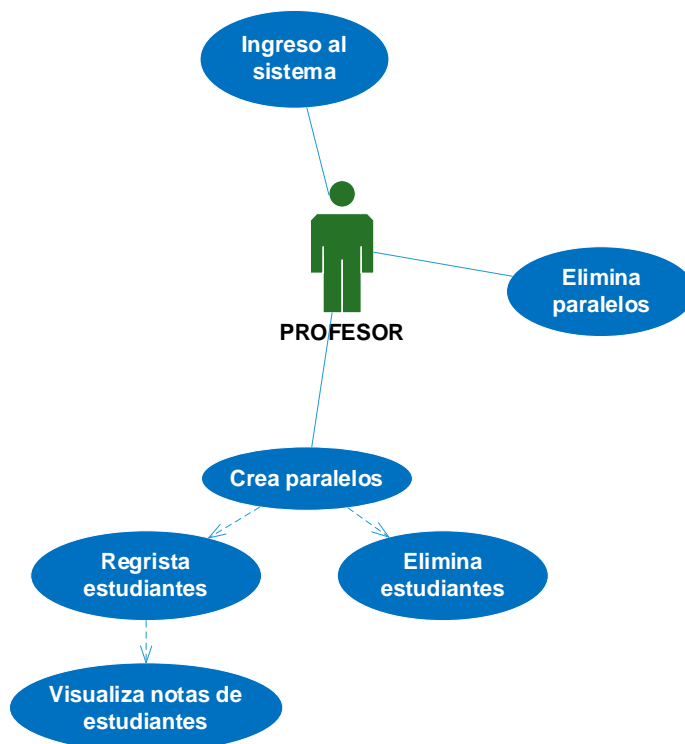 Ingreso al
sistema
Elimina
paralelos
PROFESOR
Crea paralelos
Regrista
estudiantes
Elimina
estudiantes
Visualiza notas de
estudiantes